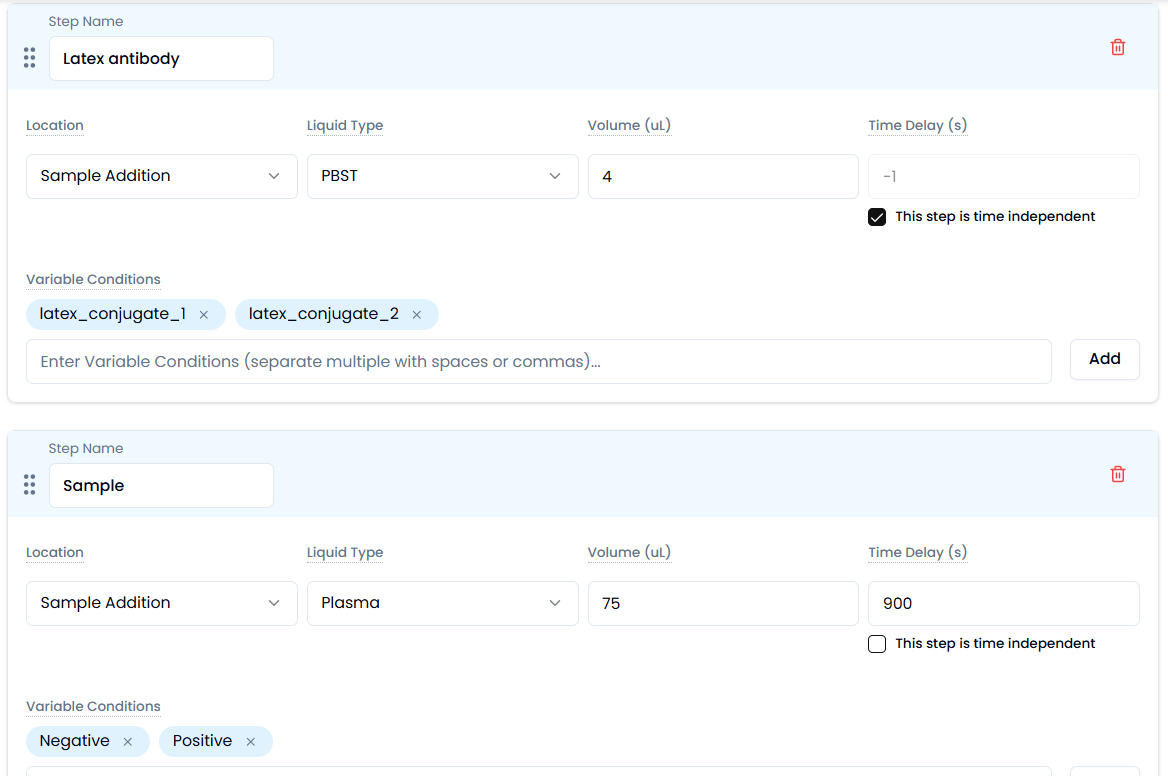 Step Name
Latex antibody
Location Liquid Type Volume (uL) Time Delay (s)
Sample Addition PBST 4 -1
This step is time independent
Variable Conditions
latex_conjugate_1 × latex_conjugate_2 ×
Enter Variable Conditions (separate multiple with spaces or commas)... Add
Step Name
Sample
Location Liquid Type Volume (uL) Time Delay (s)
Sample Addition Plasma 75 900
This step is time independent
Variable Conditions
Negative × Positive ×